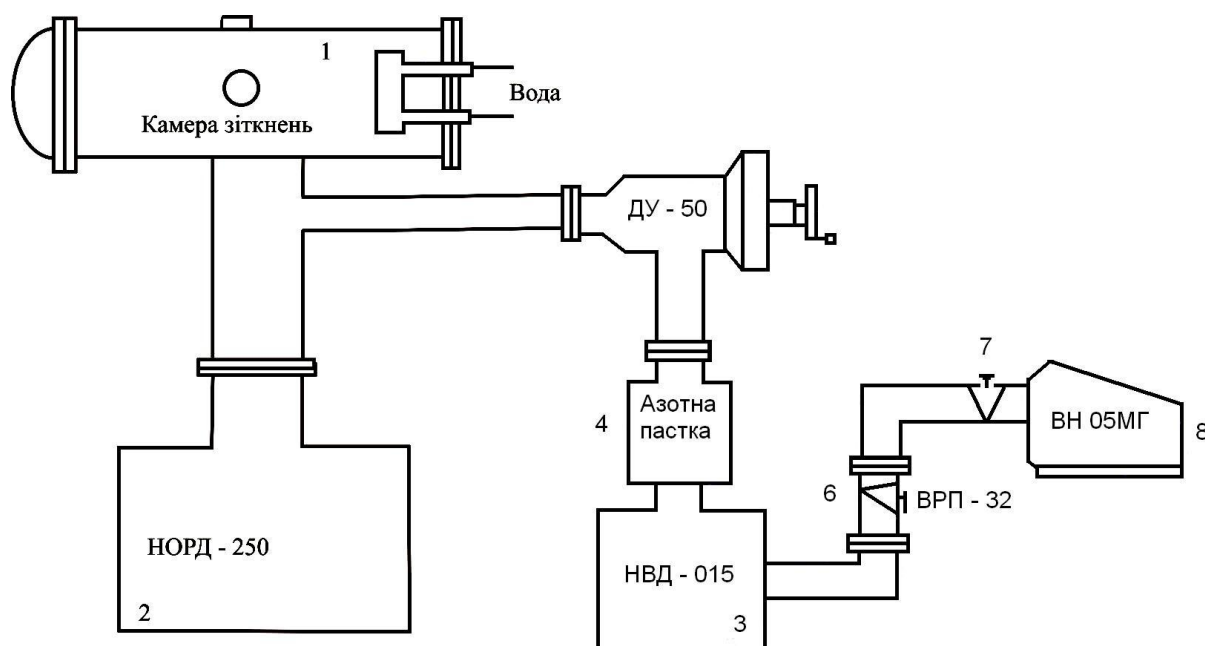 1
Вода
Камера зіткнень
ДУ - 50
7
Азотна
пастка
4
ВН 05МГ
8
6
ВРП - 32
НОРД - 250
НВД - 015
2
3